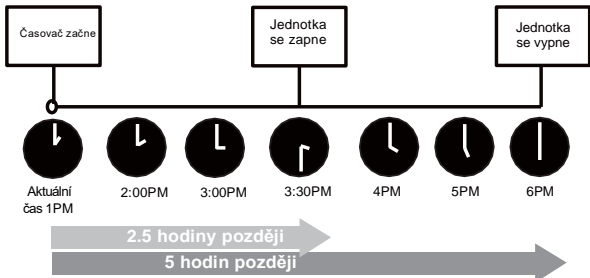 Časovač začne
Jednotka
se zapne
Jednotka
se vypne
Aktuální
čas 1PM
2:00PM
3:00PM
3:30PM
4PM
5PM
6PM
2.5 hodiny později
5 hodin později